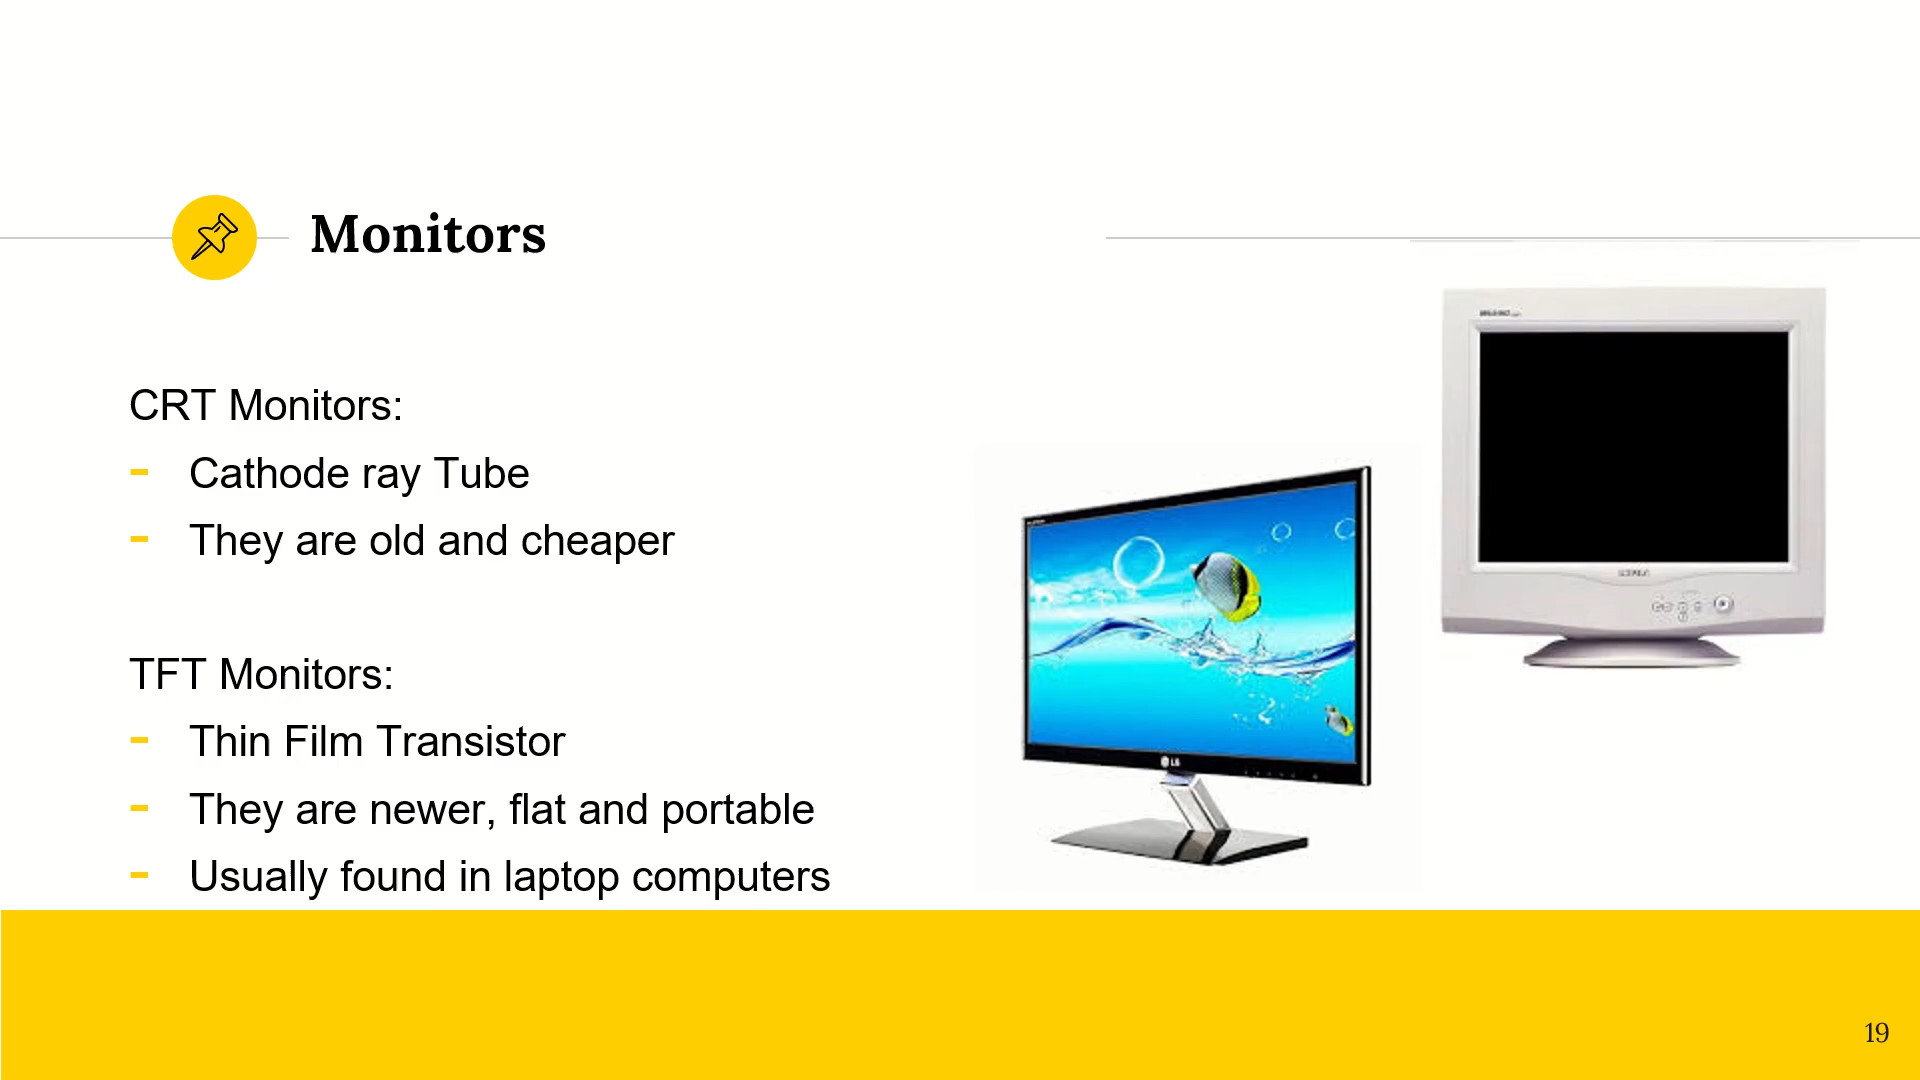 Monitors
CRT Monitors:
- Cathode ray Tube
- They are old and cheaper
TFT Monitors:
- Thin Film Transistor
- They are newer, flat and portable
- Usually found in laptop computers
LG
19